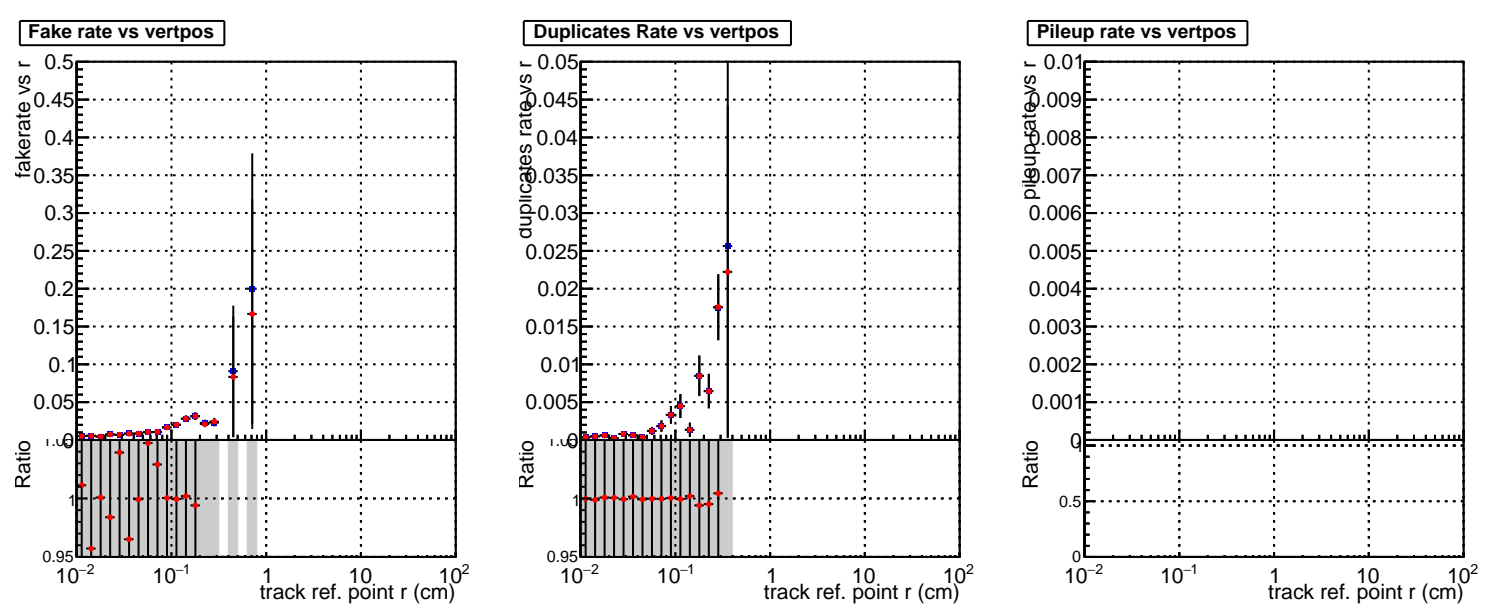 Fake rate vs vertpos
fakerate vs r
0.5
0.45
0.4
0.35
0.3
0.25
0.2
0.15
0.1
0.05
0
Ratio
1
0.95
10⁻² 10⁻¹ 1 10 10²
track ref. point r (cm)
Duplicates Rate vs vertpos
duplicates rate vs r
0.05
0.045
0.04
0.035
0.03
0.025
0.02
0.015
0.01
0.005
0
Ratio
1
0.95
10⁻² 10⁻¹ 1 10 10²
track ref. point r (cm)
Pileup rate vs vertpos
pileup rate vs r
0.01
0.009
0.008
0.007
0.006
0.005
0.004
0.003
0.002
0.001
0
Ratio
1
0.5
0
10⁻² 10⁻¹ 1 10 10²
track ref. point r (cm)